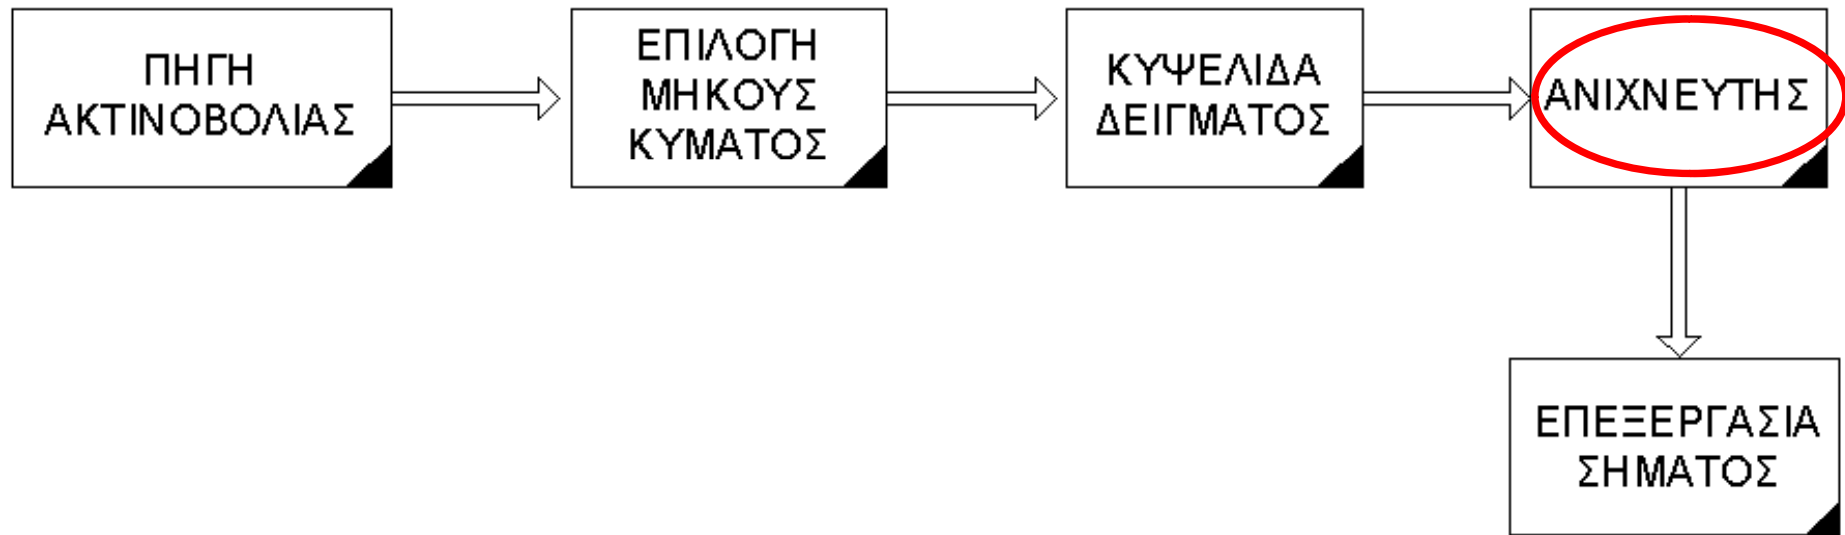 ΠΗΓΗ
ΑΚΤΙΝΟΒΟΛΙΑΣ
ΕΠΙΛΟΓΗ
ΜΗΚΟΥΣ
ΚΥΜΑΤΟΣ
ΚΥΨΕΛΙΔΑ
ΔΕΙΓΜΑΤΟΣ
ΑΝΙΧΝΕΥΤΗΣ
ΕΠΕΞΕΡΓΑΣΙΑ
ΣΗΜΑΤΟΣ